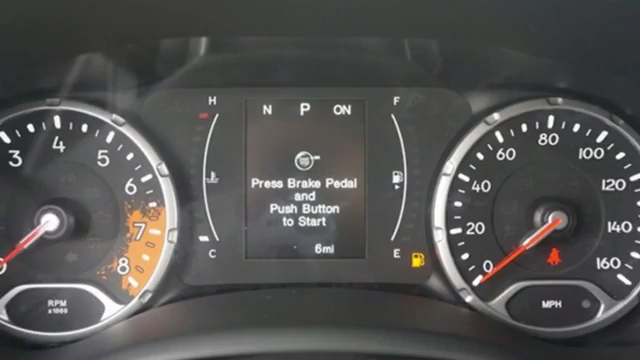 3 4 5 6 7 8
RPM
x1000
H
C
N P ON
Press Brake Pedal
and
Push Button
to Start
6mi
F
E
0 20 40 60 80 100 120 140 160
MPH